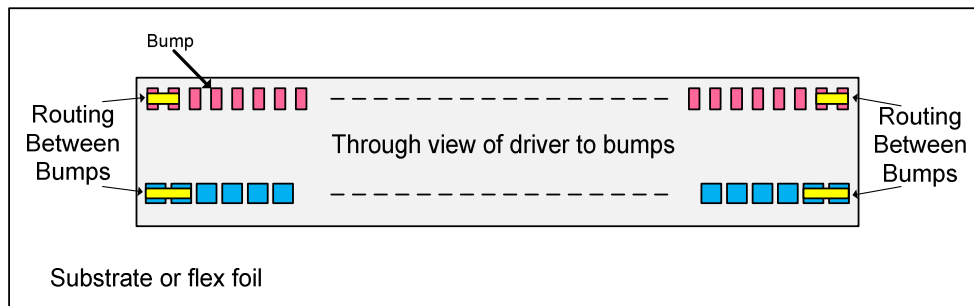 Bump
Routing
Between
Bumps
Through view of driver to bumps
Routing
Between
Bumps
Substrate or flex foil